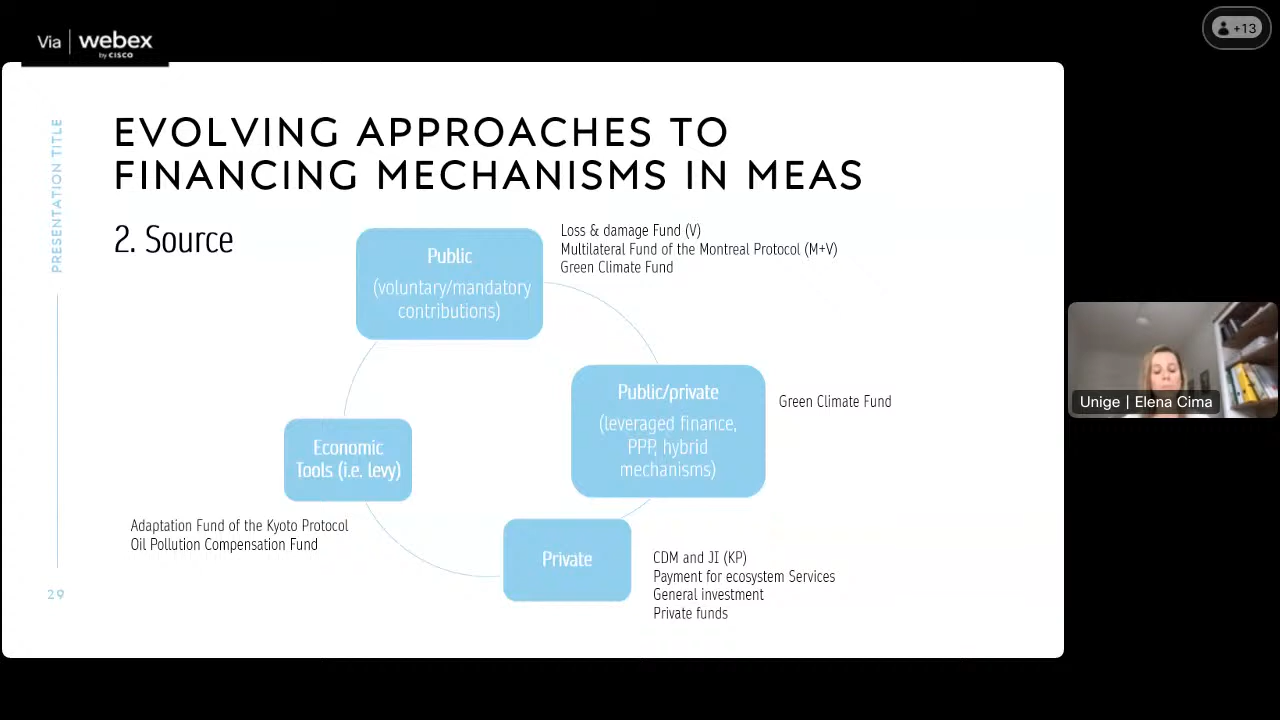 Via webex
by CISCO
+13
PRESENTATION TITLE
EVOLVING APPROACHES TO
FINANCING MECHANISMS IN MEAS
2. Source
Public
(voluntary/mandatory
contributions)
Loss & damage Fund (V)
Multilateral Fund of the Montreal Protocol (M+V)
Green Climate Fund
Public/private
(leveraged finance,
PPP, hybrid
mechanisms)
Green Climate Fund
Economic
Tools (i.e. levy)
Adaptation Fund of the Kyoto Protocol
Oil Pollution Compensation Fund
Private
CDM and JI (KP)
Payment for ecosystem Services
General investment
Private funds
29
Unige | Elena Cima